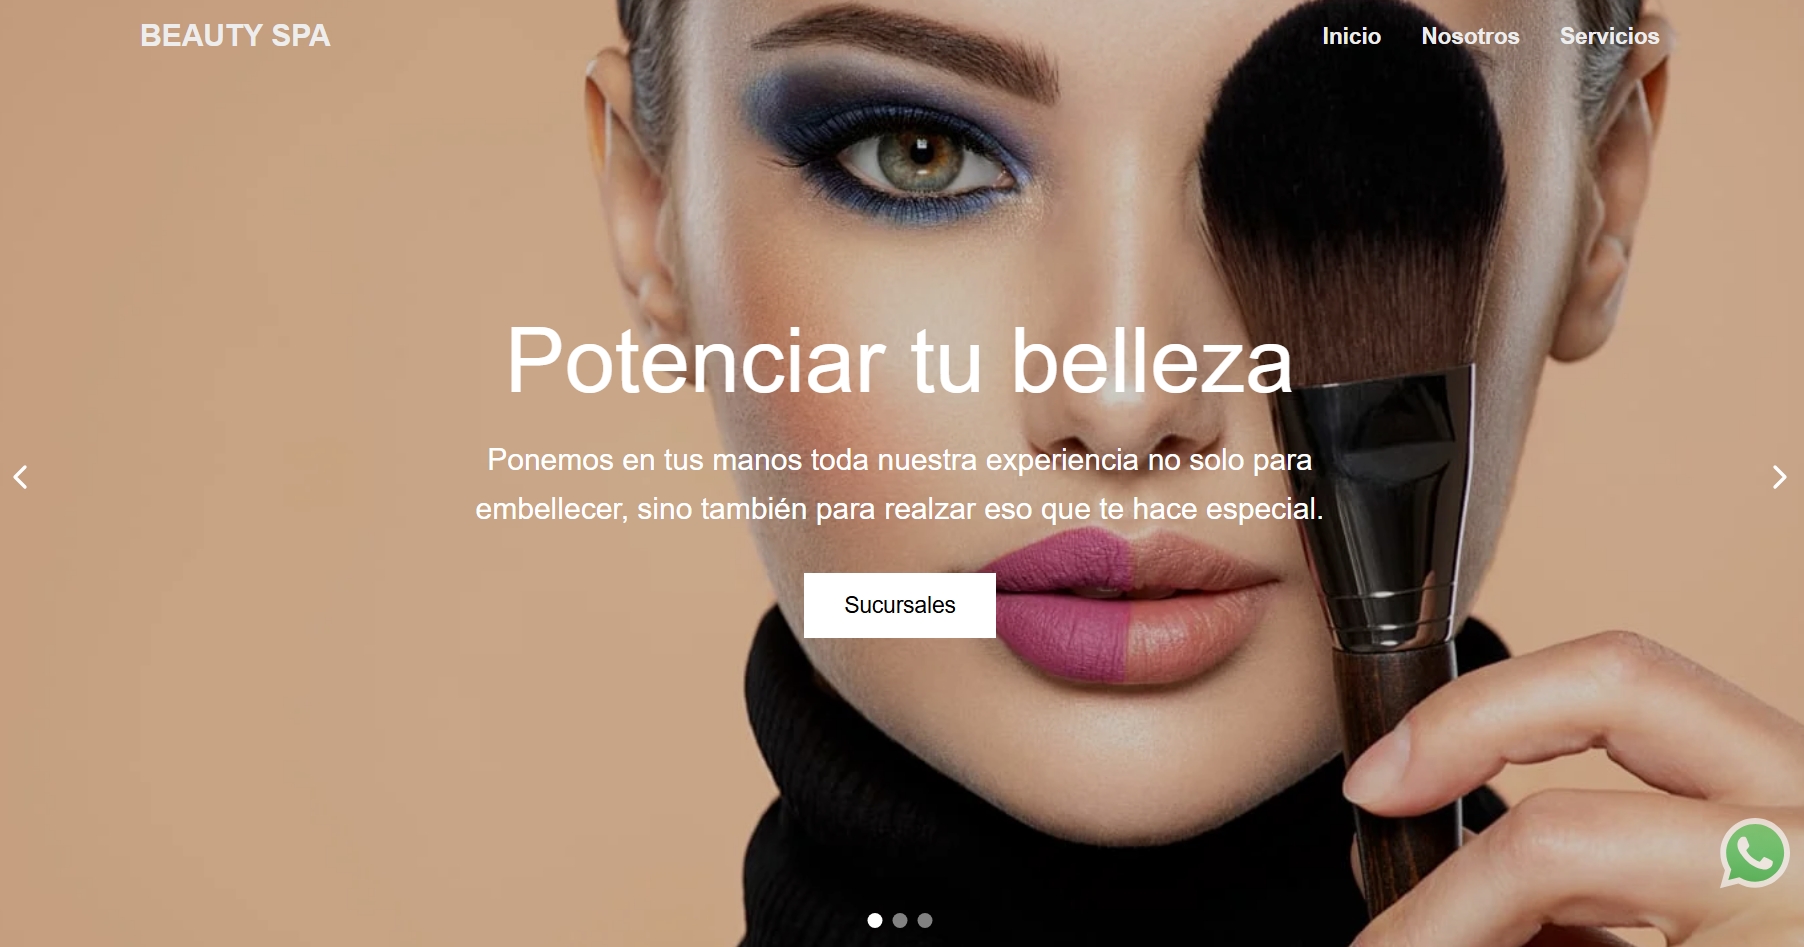 BEAUTY SPA
Inicio
Nosotros
Servicios
Potenciar tu belleza
Ponemos en tus manos toda nuestra experiencia no solo para
embellecer, sino también para realzar eso que te hace especial.
Sucursales